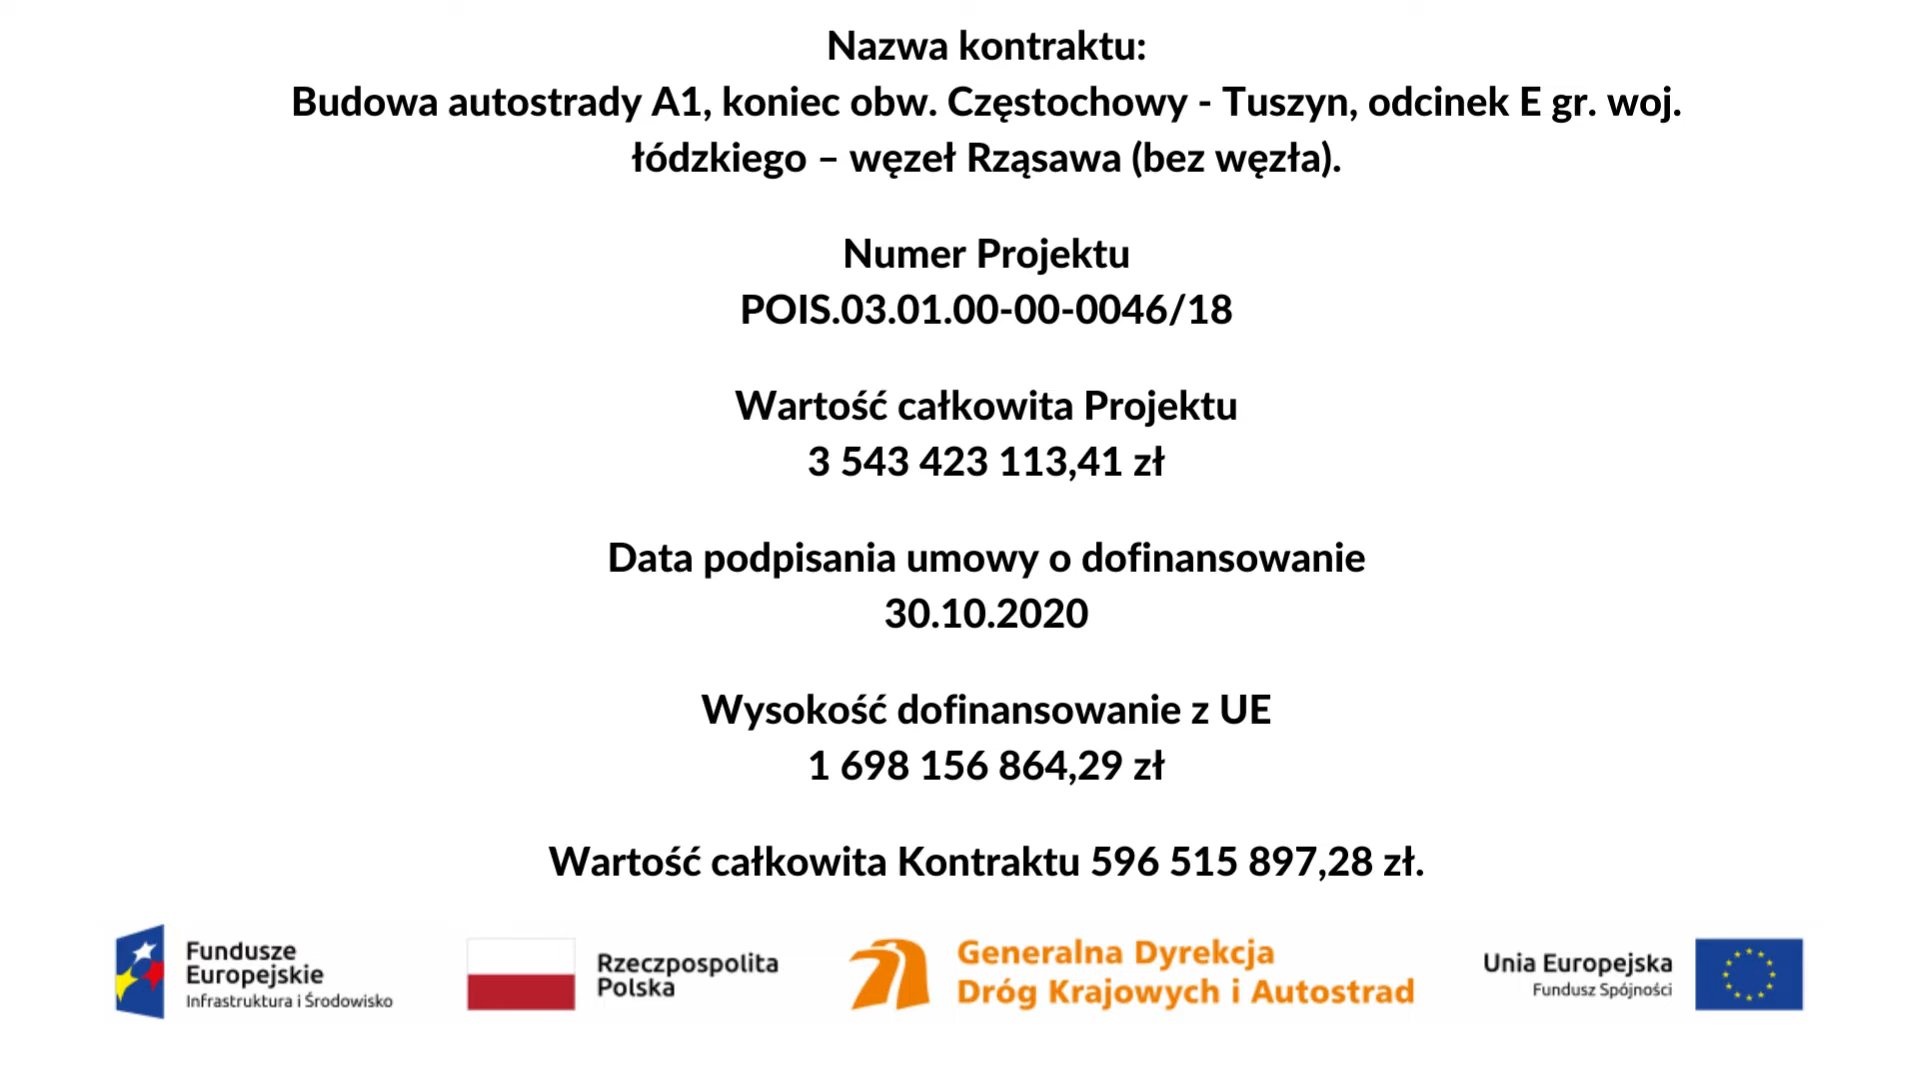 Nazwa kontraktu:
Budowa autostrady A1, koniec obw. Częstochowy - Tuszyn, odcinek E gr. woj.
łódzkiego – węzeł Rząsawa (bez węzła).
Numer Projektu
POIS.03.01.00-00-0046/18
Wartość całkowita Projektu
3 543 423 113,41 zł
Data podpisania umowy o dofinansowanie
30.10.2020
Wysokość dofinansowanie z UE
1 698 156 864,29 zł
Wartość całkowita Kontraktu 596 515 897,28 zł.
Fundusze
Europejskie
Infrastruktura i Środowisko
Rzeczpospolita
Polska
Generalna Dyrekcja
Dróg Krajowych i Autostrad
Unia Europejska
Fundusz Spójności